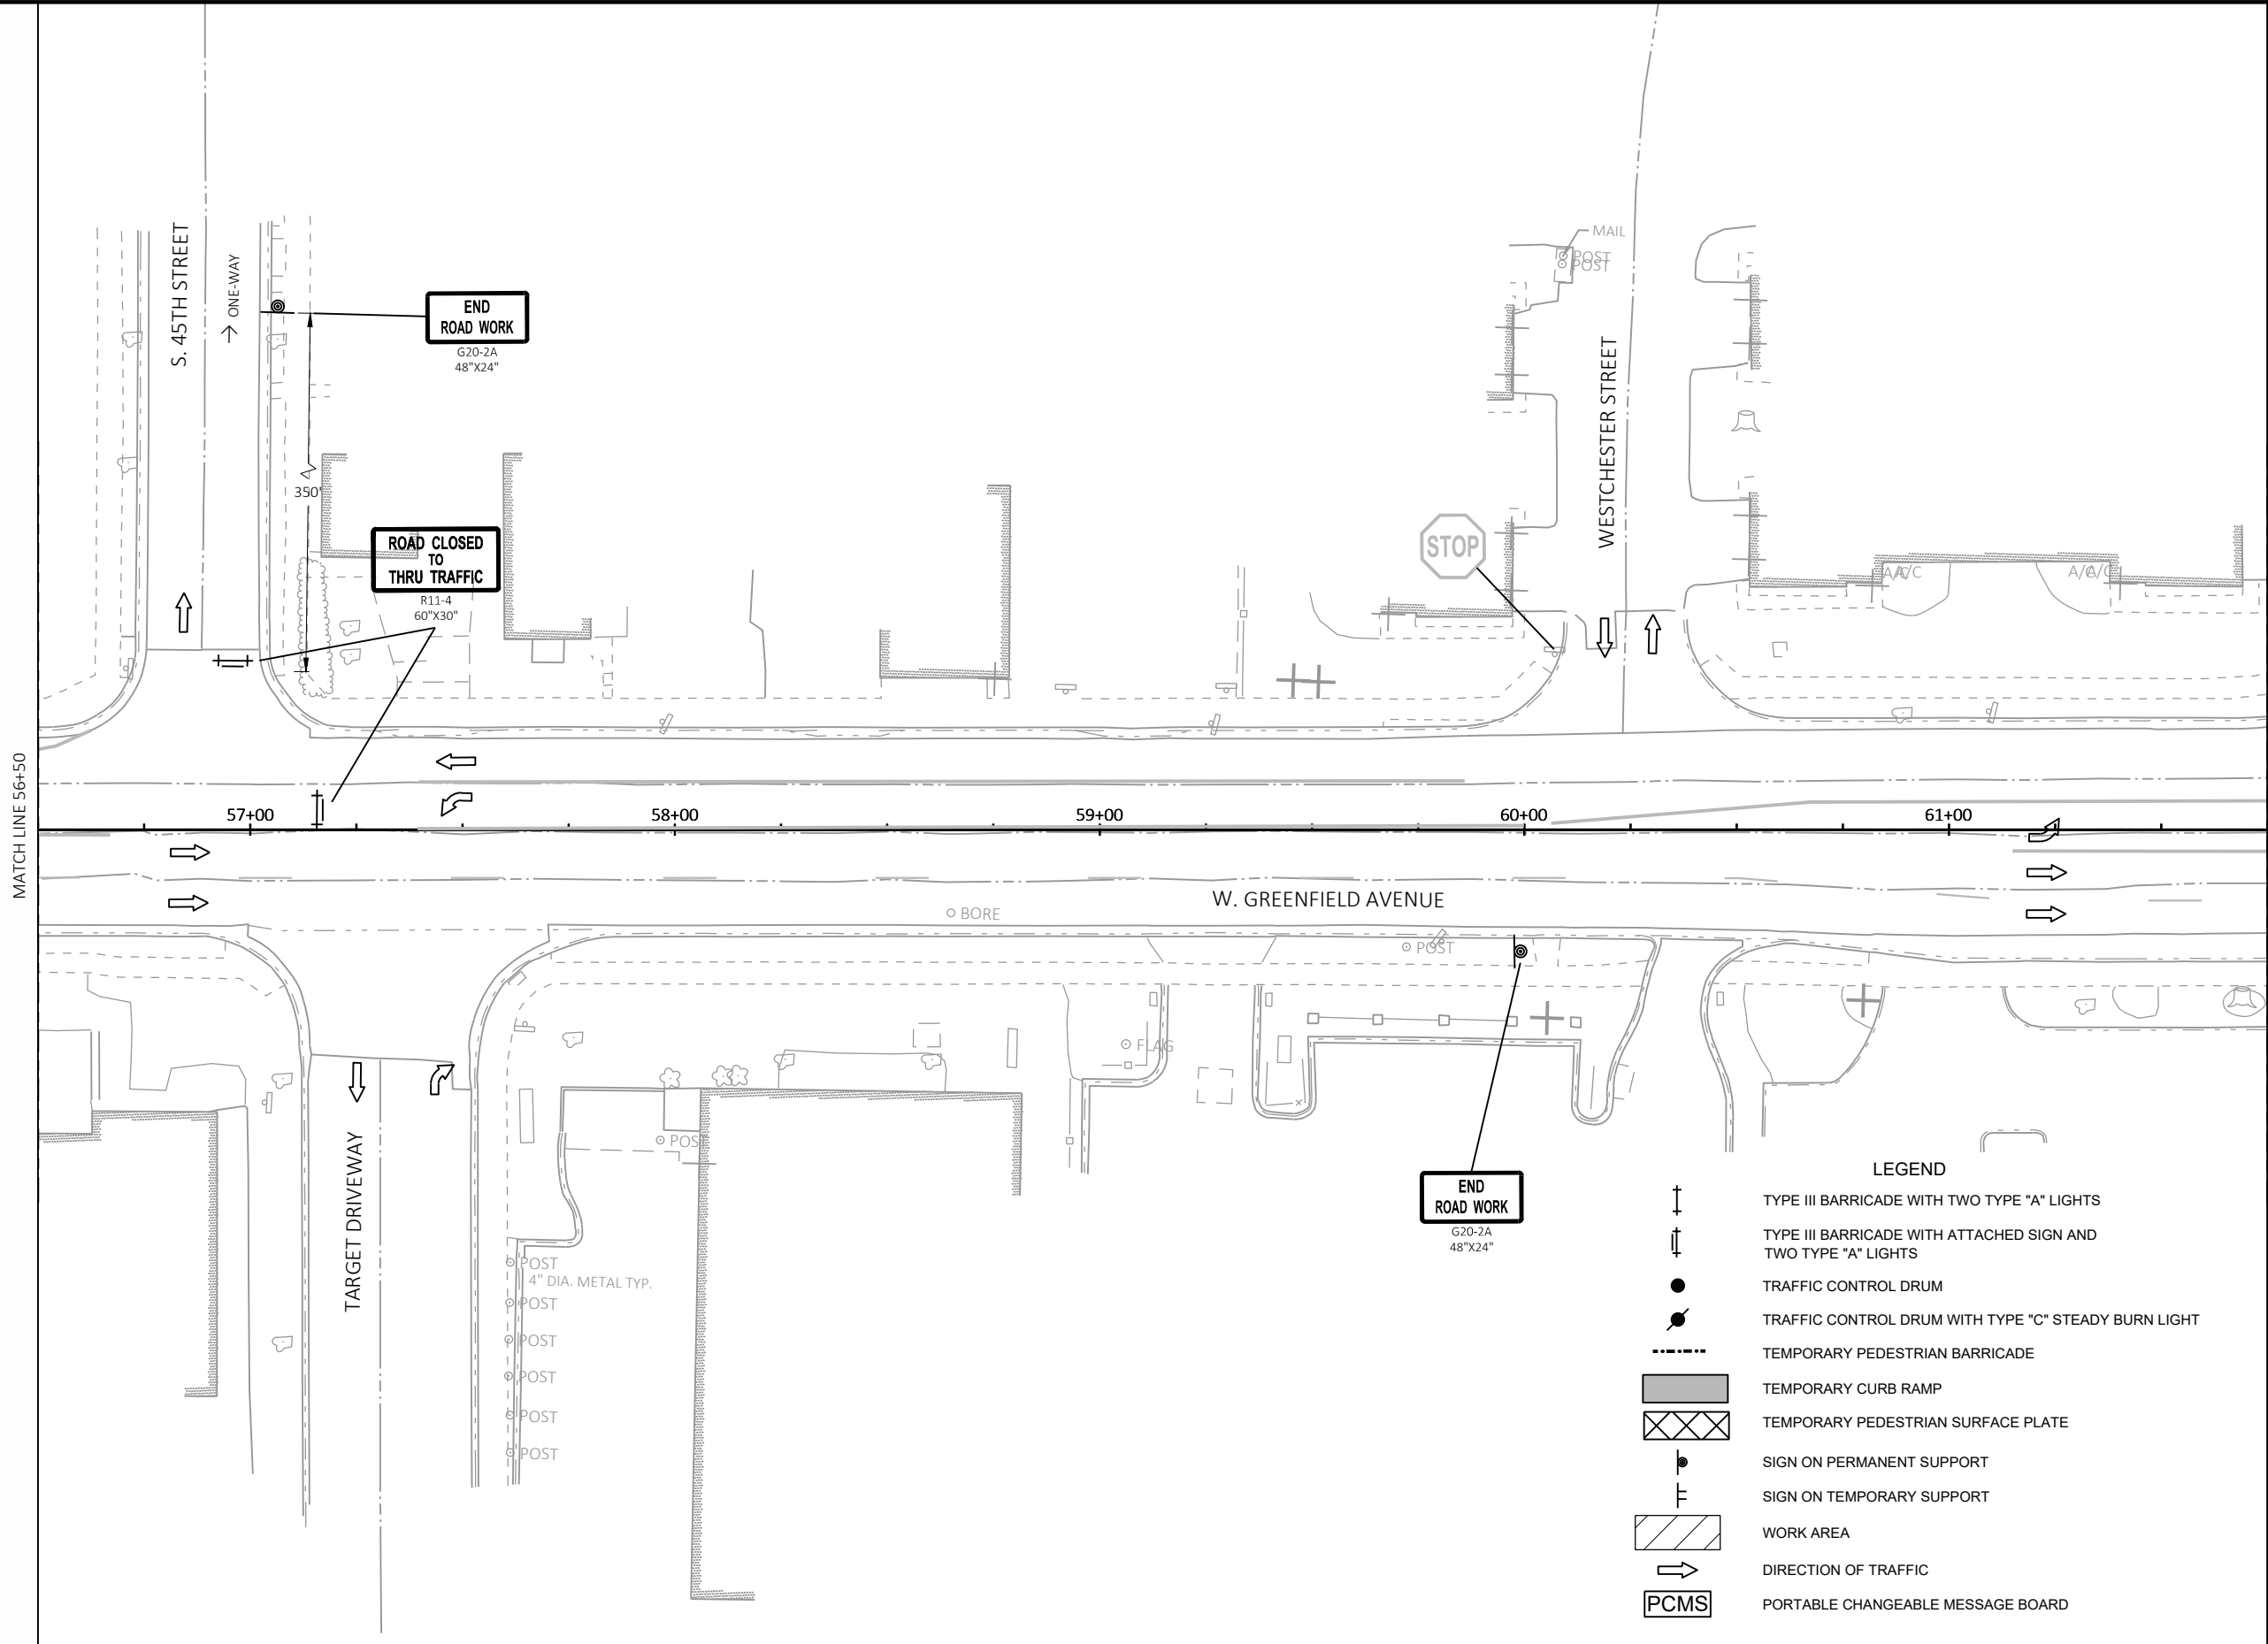 MAIL
POST
POST
S. 45TH STREET
ONE-WAY
END
ROAD WORK
G20-2A
48"X24"
WESTCHESTER STREET
350'
ROAD CLOSED
TO
THRU TRAFFIC
R11-4
60"X30"
STOP
A/C
A/C
A/C
A/C
MATCH LINE 56+50
57+00
58+00
59+00
60+00
61+00
W. GREENFIELD AVENUE
BORE
POST
FLAG
POST
TARGET DRIVEWAY
END
ROAD WORK
G20-2A
48"X24"
POST
4" DIA. METAL TYP.
POST
POST
POST
POST
POST
LEGEND
TYPE III BARRICADE WITH TWO TYPE "A" LIGHTS
TYPE III BARRICADE WITH ATTACHED SIGN AND
TWO TYPE "A" LIGHTS
TRAFFIC CONTROL DRUM
TRAFFIC CONTROL DRUM WITH TYPE "C" STEADY BURN LIGHT
TEMPORARY PEDESTRIAN BARRICADE
TEMPORARY CURB RAMP
TEMPORARY PEDESTRIAN SURFACE PLATE
SIGN ON PERMANENT SUPPORT
SIGN ON TEMPORARY SUPPORT
WORK AREA
DIRECTION OF TRAFFIC
PCMS PORTABLE CHANGEABLE MESSAGE BOARD